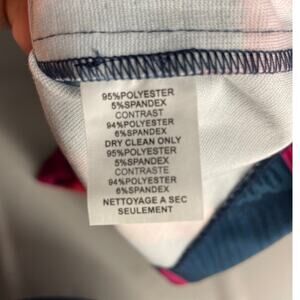 95%POLYESTER
5%SPANDEX
CONTRAST
94%POLYESTER
6%SPANDEX
DRY CLEAN ONLY
95%POLYESTER
5%SPANDEX
CONTRASTE
94%POLYESTER
6%SPANDEX
NETTOYAGE A SEC
SEULEMENT